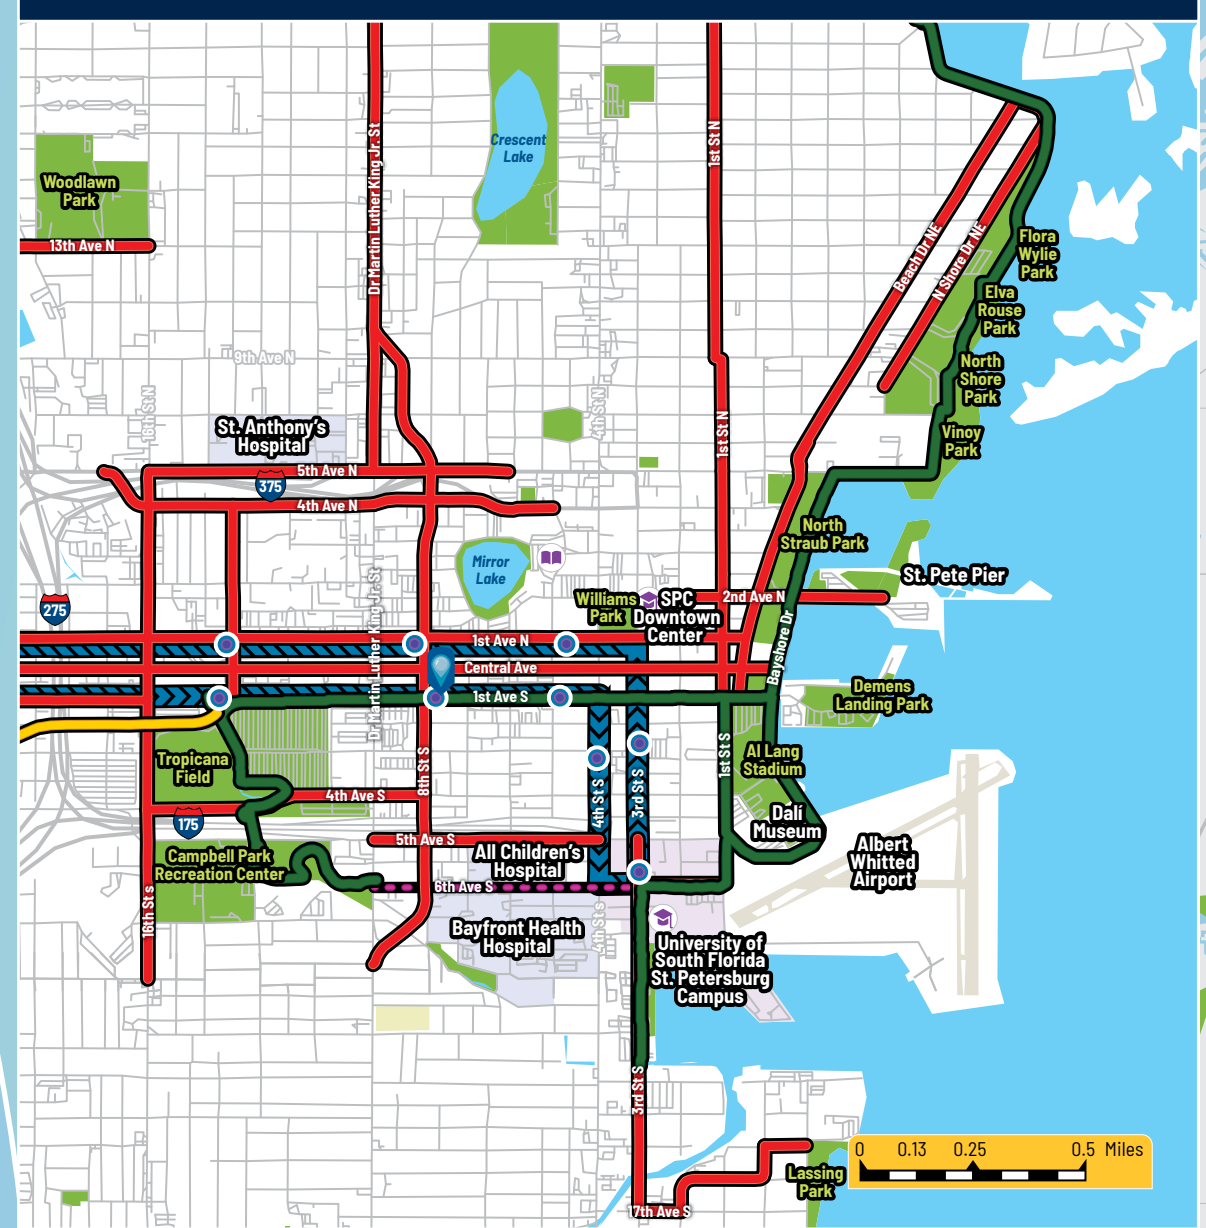 Crescent
Lake
Dr Martin Luther King Jr. St
1st St N
Woodlawn
Park
13th Ave N
Beach Dr NE
N Shore Dr NE
Flora
Wylie
Park
Elva
Rouse
Park
North
Shore
Park
Vinoy
Park
9th Ave N
16th St N
4th St N
1st St N
St. Anthony's
Hospital
5th Ave N
375
4th Ave N
North
Straub Park
Mirror
Lake
St. Pete Pier
275
Williams
Park
SPC
Downtown
Center
2nd Ave N
Dr Martin Luther King Jr. St
1st Ave N
Central Ave
1st Ave S
Bayshore Dr
Demens
Landing Park
Tropicana
Field
8th St S
4th St S
3rd St S
1st St S
Al Lang
Stadium
4th Ave S
175
5th Ave S
Dalí
Museum
Albert
Whitted
Airport
Campbell Park
Recreation Center
All Children's
Hospital
6th Ave S
16th St s
4th St s
Bayfront Health
Hospital
University of
South Florida
St. Petersburg
Campus
3rd St S
17th Ave S
Lassing
Park
0 0.13 0.25 0.5 Miles